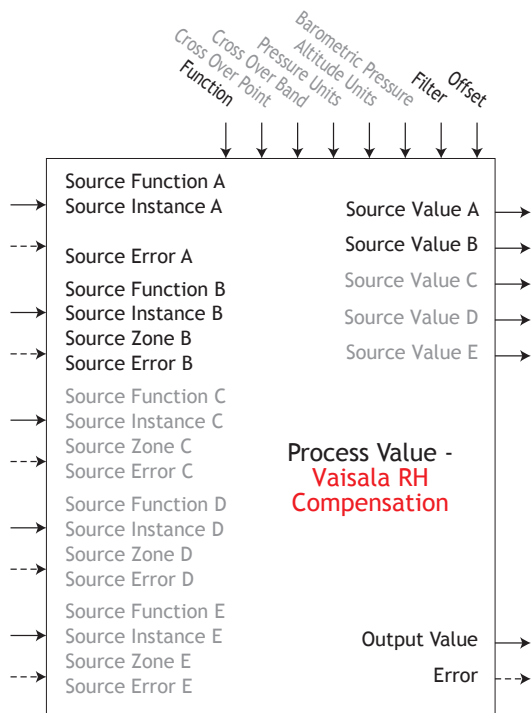 Function
Cross Over Point
Cross Over Band
Pressure Units
Altitude Units
Barometric Pressure
Filter
Offset
Source Function A
Source Instance A
Source Error A
Source Function B
Source Instance B
Source Zone B
Source Error B
Source Function C
Source Instance C
Source Zone C
Source Error C
Source Function D
Source Instance D
Source Zone D
Source Error D
Source Function E
Source Instance E
Source Zone E
Source Error E
Source Value A
Source Value B
Source Value C
Source Value D
Source Value E
Process Value -
Vaisala RH
Compensation
Output Value
Error